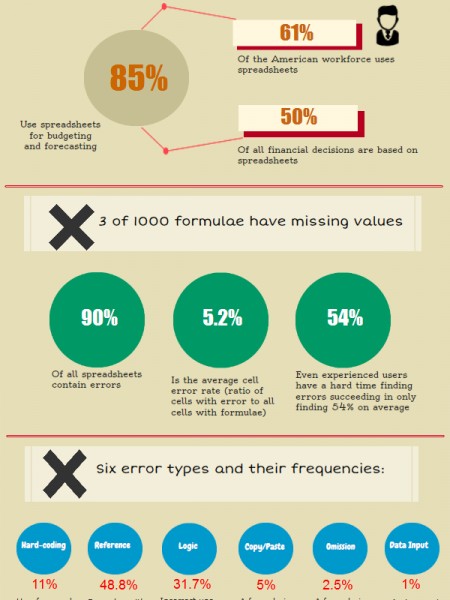 61%
Of the American workforce uses
spreadsheets
85%
Use spreadsheets
for budgeting
and forecasting
50%
Of all financial decisions are based on
spreadsheets
3 of 1000 formulae have missing values
90%
Of all spreadsheets
contain errors
5.2%
Is the average cell
error rate (ratio of
cells with error to all
cells with formulae)
54%
Even experienced users
have a hard time finding
errors succeeding in only
finding 54% on average
Six error types and their frequencies:
Hard-coding
11%
Reference
48.8%
Logic
31.7%
Copy/Paste
5%
Omission
2.5%
Data Input
1%